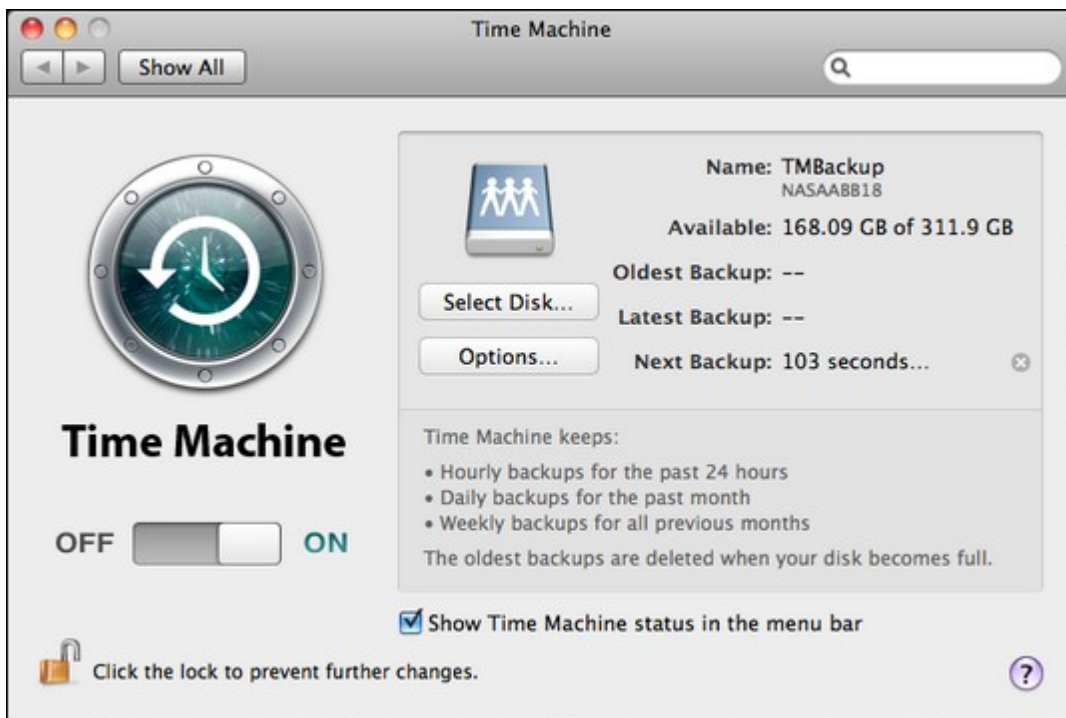 Time Machine
Show All
Name: TMBackup
NASAABB18
Available: 168.09 GB of 311.9 GB
Oldest Backup: --
Select Disk...
Latest Backup: --
Options...
Next Backup: 103 seconds...
Time Machine
Time Machine keeps:
• Hourly backups for the past 24 hours
• Daily backups for the past month
• Weekly backups for all previous months
The oldest backups are deleted when your disk becomes full.
OFF ON
Show Time Machine status in the menu bar
Click the lock to prevent further changes.
?